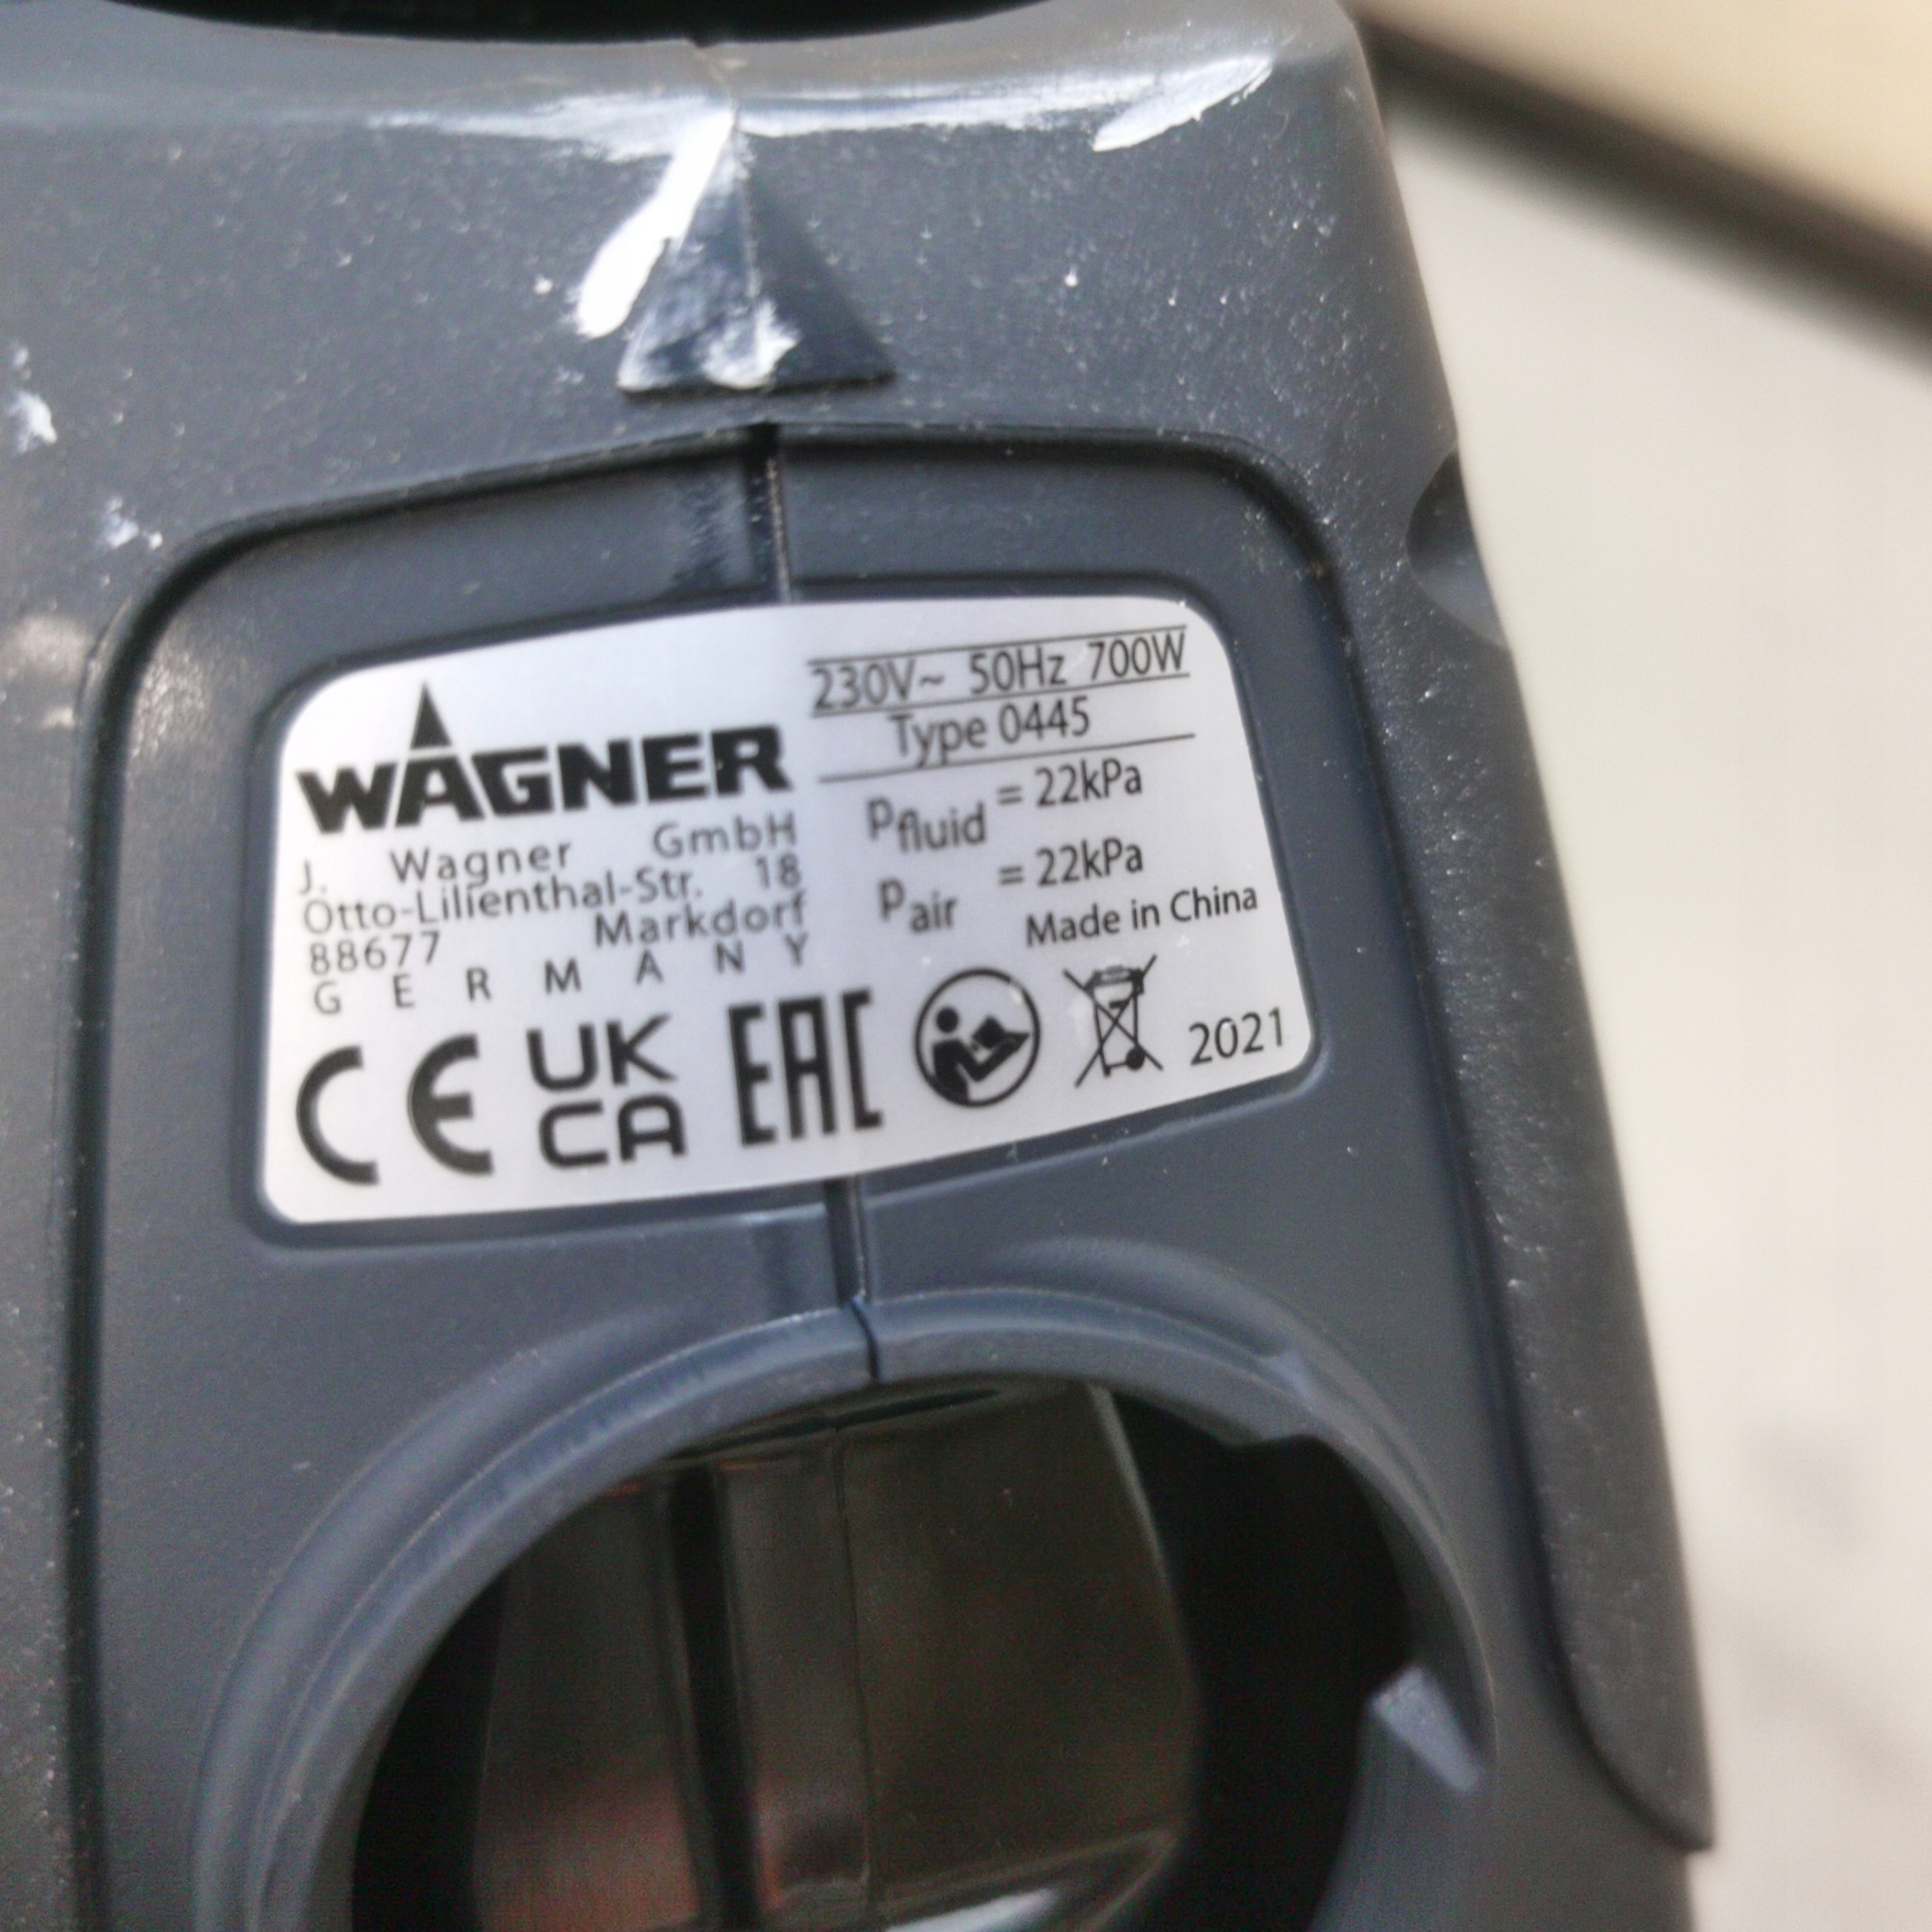 WAGNER
J. Wagner GmbH
Otto-Lilienthal-Str. 18
88677 Markdorf
GERMANY
230V~ 50Hz 700W
Type 0445
Pfluid = 22kPa
Pair = 22kPa
Made in China
CE UK CA EAC 2021